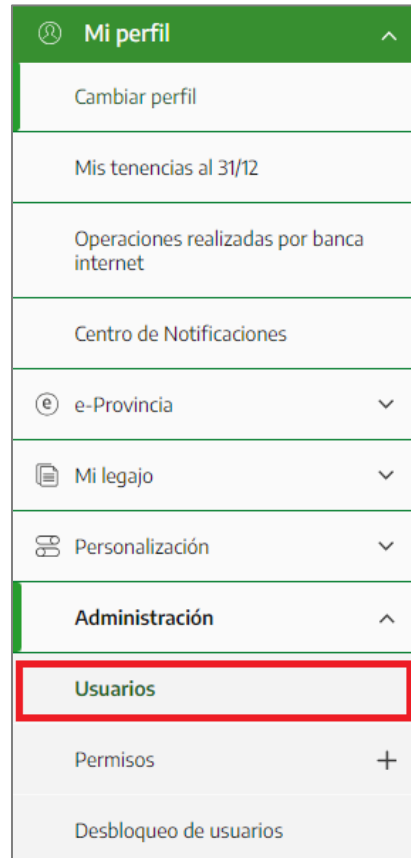 Mi perfil
Cambiar perfil
Mis tenencias al 31/12
Operaciones realizadas por banca
internet
Centro de Notificaciones
e e-Provincia
Mi legajo
Personalización
Administración
Usuarios
Permisos
Desbloqueo de usuarios